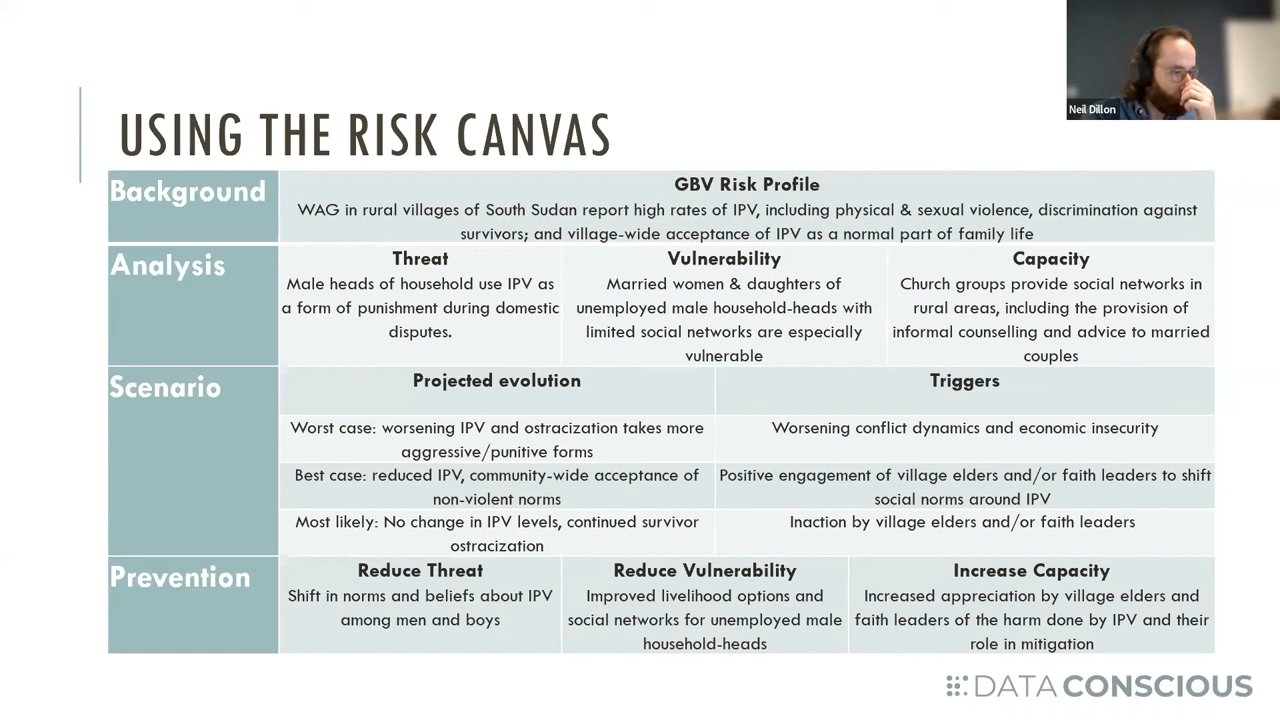 Neil Dillon
USING THE RISK CANVAS
Background
GBV Risk Profile
WAG in rural villages of South Sudan report high rates of IPV, including physical & sexual violence, discrimination against
survivors; and village-wide acceptance of IPV as a normal part of family life
Analysis
Threat
Male heads of household use IPV as
a form of punishment during domestic
disputes.
Vulnerability
Married women & daughters of
unemployed male household-heads with
limited social networks are especially
vulnerable
Capacity
Church groups provide social networks in
rural areas, including the provision of
informal counselling and advice to married
couples
Scenario
Projected evolution
Triggers
Worst case: worsening IPV and ostracization takes more
aggressive/punitive forms
Worsening conflict dynamics and economic insecurity
Best case: reduced IPV, community-wide acceptance of
non-violent norms
Positive engagement of village elders and/or faith leaders to shift
social norms around IPV
Most likely: No change in IPV levels, continued survivor
ostracization
Inaction by village elders and/or faith leaders
Prevention
Reduce Threat
Shift in norms and beliefs about IPV
among men and boys
Reduce Vulnerability
Improved livelihood options and
social networks for unemployed male
household-heads
Increase Capacity
Increased appreciation by village elders and
faith leaders of the harm done by IPV and their
role in mitigation
DATA CONSCIOUS